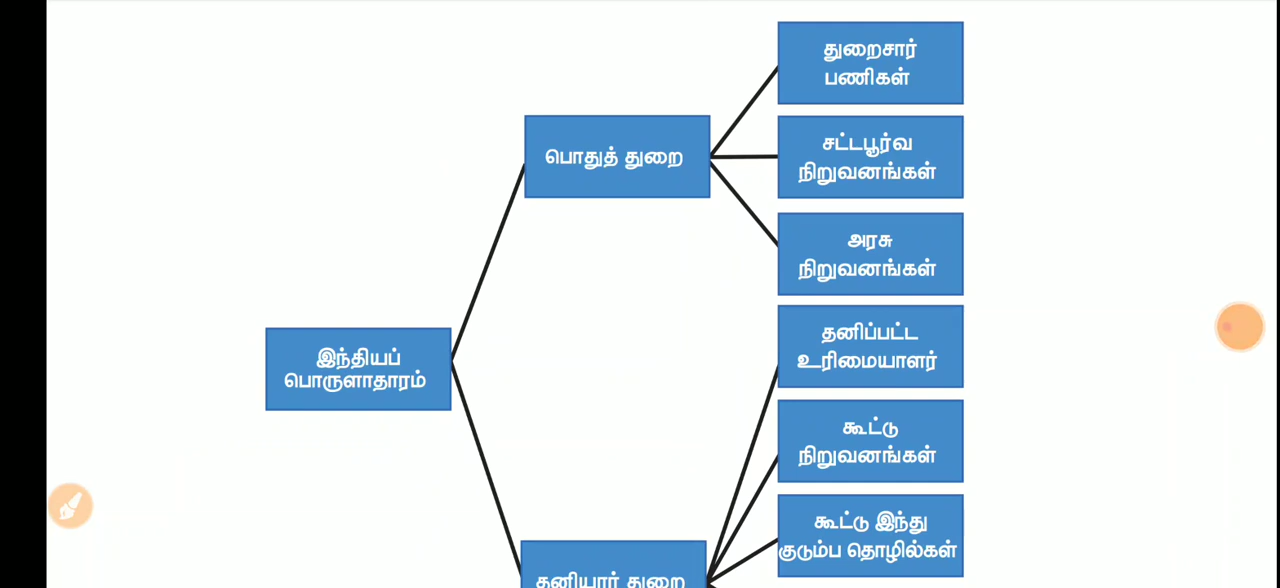 துறைசார்
பணிகள்
பொதுத் துறை
சட்டபூர்வ
நிறுவனங்கள்
அரசு
நிறுவனங்கள்
இந்தியப்
பொருளாதாரம்
தனிப்பட்ட
உரிமையாளர்
கூட்டு
நிறுவனங்கள்
கூட்டு இந்து
குடும்ப தொழில்கள்
தனியார் துறை